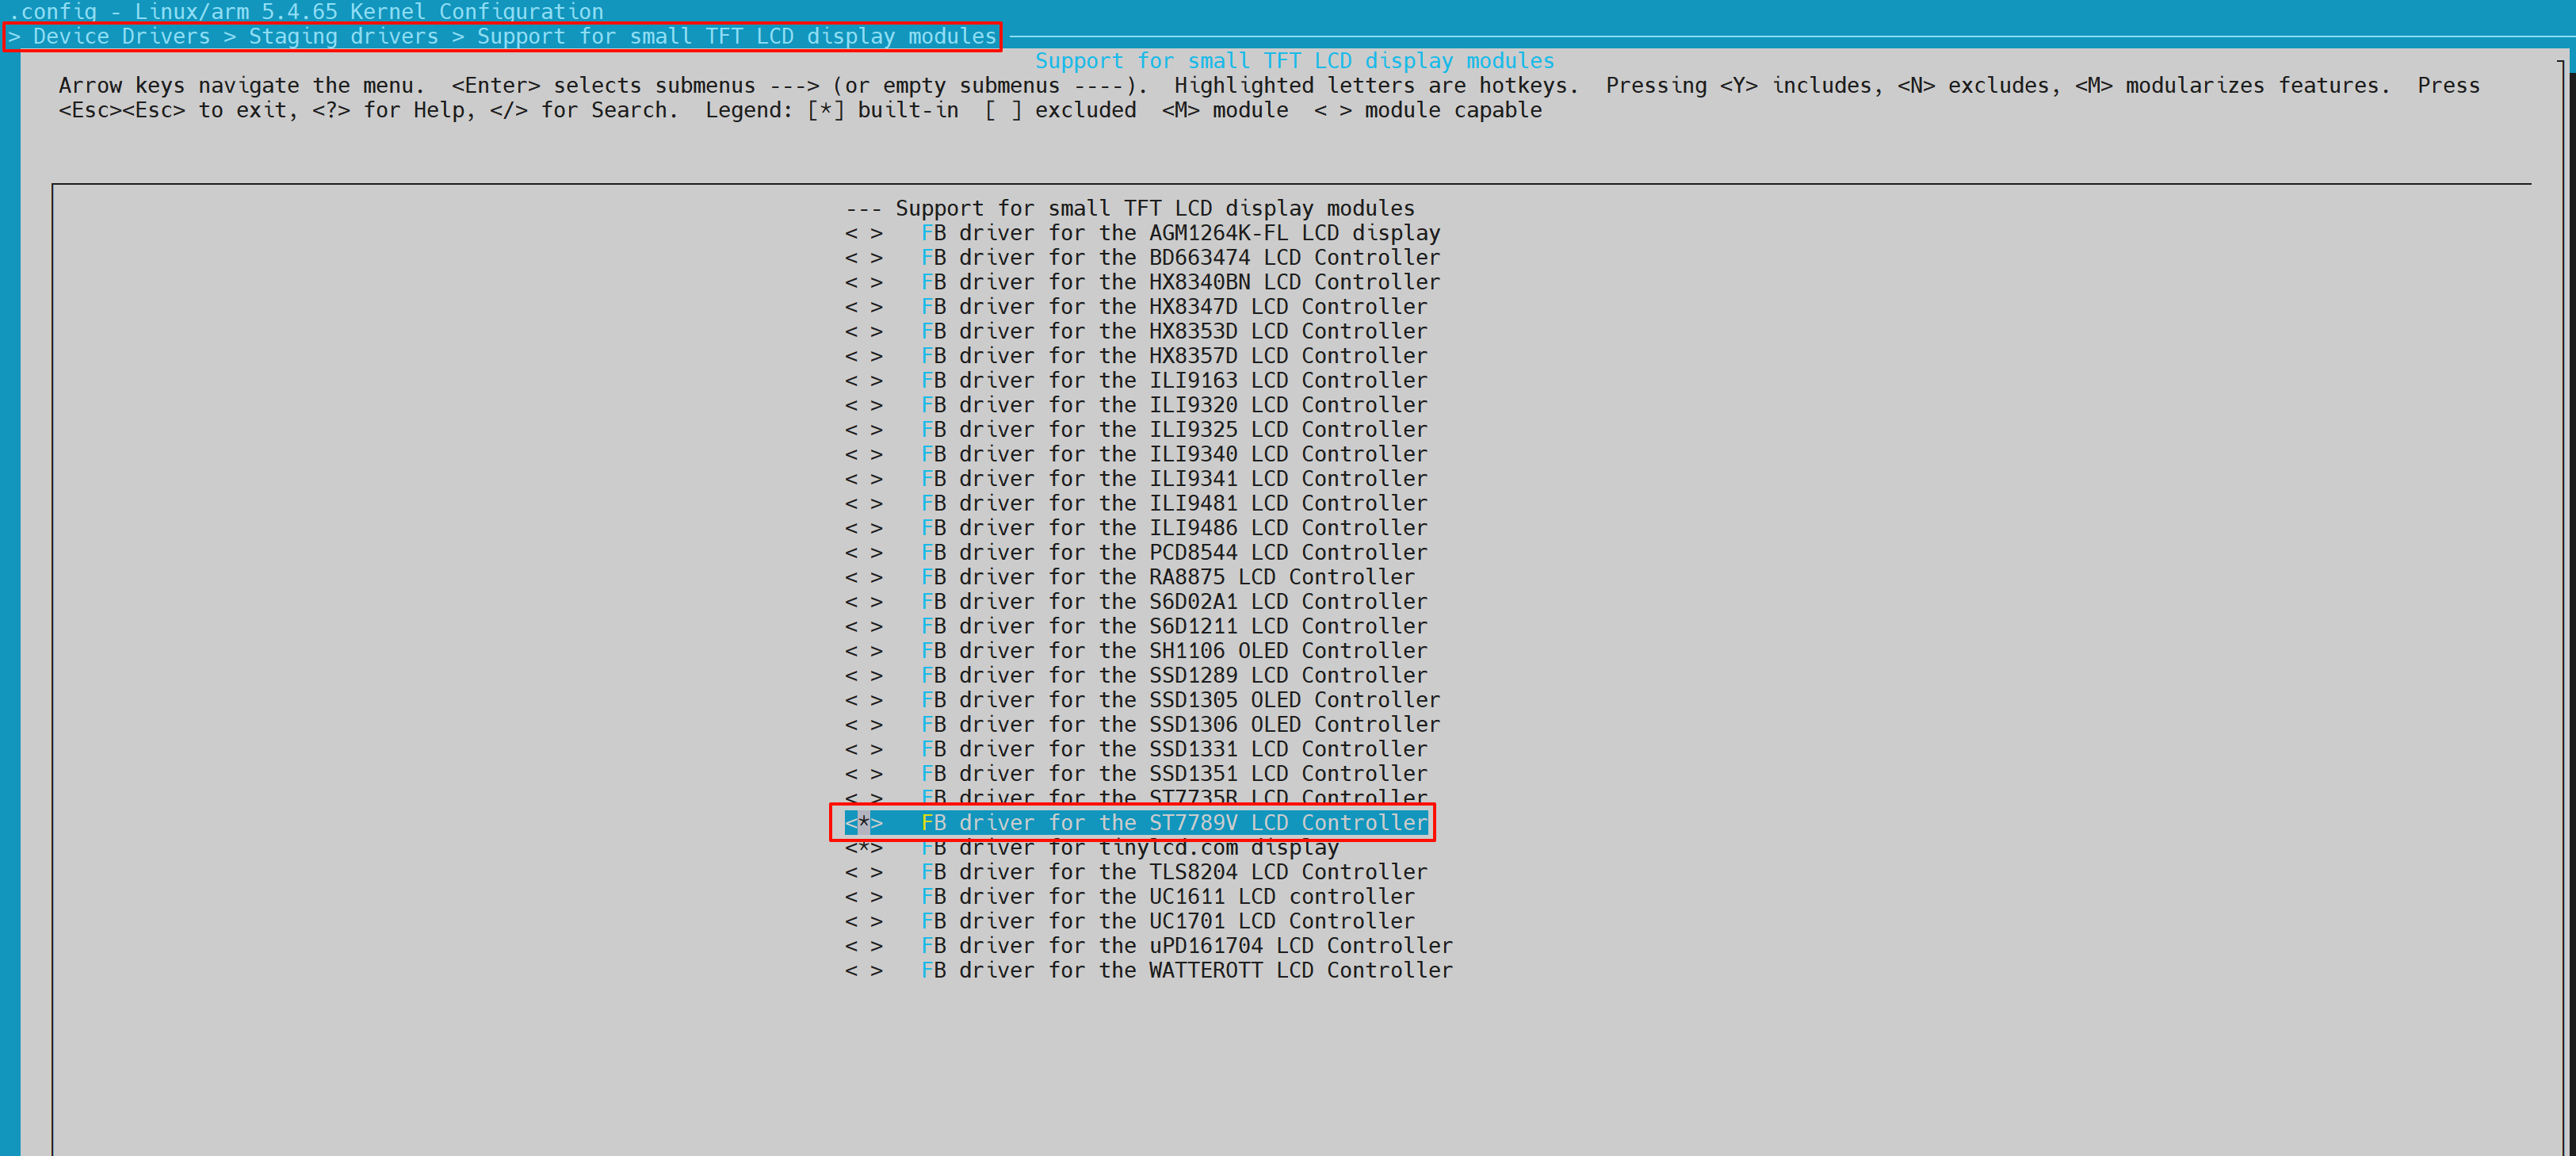 .config - Linux/arm 5.4.65 Kernel Configuration
> Device Drivers > Staging drivers > Support for small TFT LCD display modules
Support for small TFT LCD display modules
Arrow keys navigate the menu.  <Enter> selects submenus ---> (or empty submenus ----).  Highlighted letters are hotkeys.  Pressing <Y> includes, <N> excludes, <M> modularizes features.  Press
<Esc><Esc> to exit, <?> for Help, </> for Search.  Legend: [*] built-in  [ ] excluded  <M> module  < > module capable
--- Support for small TFT LCD display modules
< >   FB driver for the AGM1264K-FL LCD display
< >   FB driver for the BD663474 LCD Controller
< >   FB driver for the HX8340BN LCD Controller
< >   FB driver for the HX8347D LCD Controller
< >   FB driver for the HX8353D LCD Controller
< >   FB driver for the HX8357D LCD Controller
< >   FB driver for the ILI9163 LCD Controller
< >   FB driver for the ILI9320 LCD Controller
< >   FB driver for the ILI9325 LCD Controller
< >   FB driver for the ILI9340 LCD Controller
< >   FB driver for the ILI9341 LCD Controller
< >   FB driver for the ILI9481 LCD Controller
< >   FB driver for the ILI9486 LCD Controller
< >   FB driver for the PCD8544 LCD Controller
< >   FB driver for the RA8875 LCD Controller
< >   FB driver for the S6D02A1 LCD Controller
< >   FB driver for the S6D1211 LCD Controller
< >   FB driver for the SH1106 OLED Controller
< >   FB driver for the SSD1289 LCD Controller
< >   FB driver for the SSD1305 OLED Controller
< >   FB driver for the SSD1306 OLED Controller
< >   FB driver for the SSD1331 LCD Controller
< >   FB driver for the SSD1351 LCD Controller
< >   FB driver for the ST7735R LCD Controller
<*>   FB driver for the ST7789V LCD Controller
<*>   FB driver for tinylcd.com display
< >   FB driver for the TLS8204 LCD Controller
< >   FB driver for the UC1611 LCD controller
< >   FB driver for the UC1701 LCD Controller
< >   FB driver for the uPD161704 LCD Controller
< >   FB driver for the WATTEROTT LCD Controller